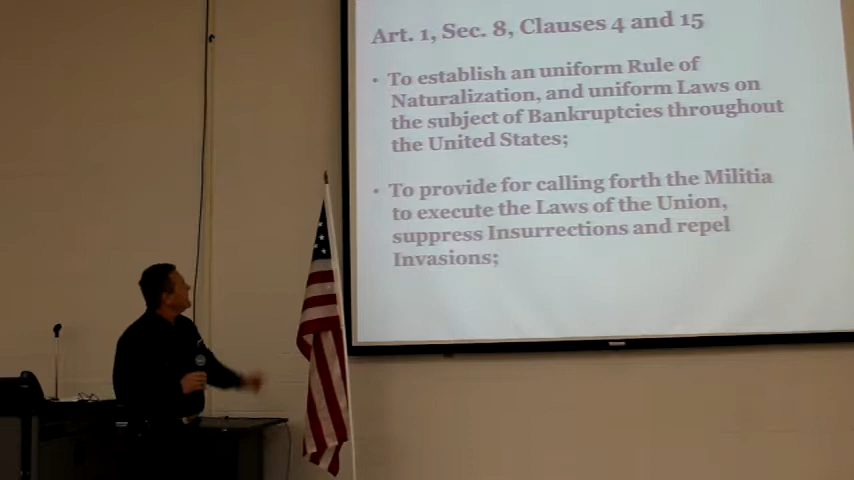 Art. 1, Sec. 8, Clauses 4 and 15
• To establish an uniform Rule of
Naturalization, and uniform Laws on
the subject of Bankruptcies throughout
the United States;
• To provide for calling forth the Militia
to execute the Laws of the Union,
suppress Insurrections and repel
Invasions;